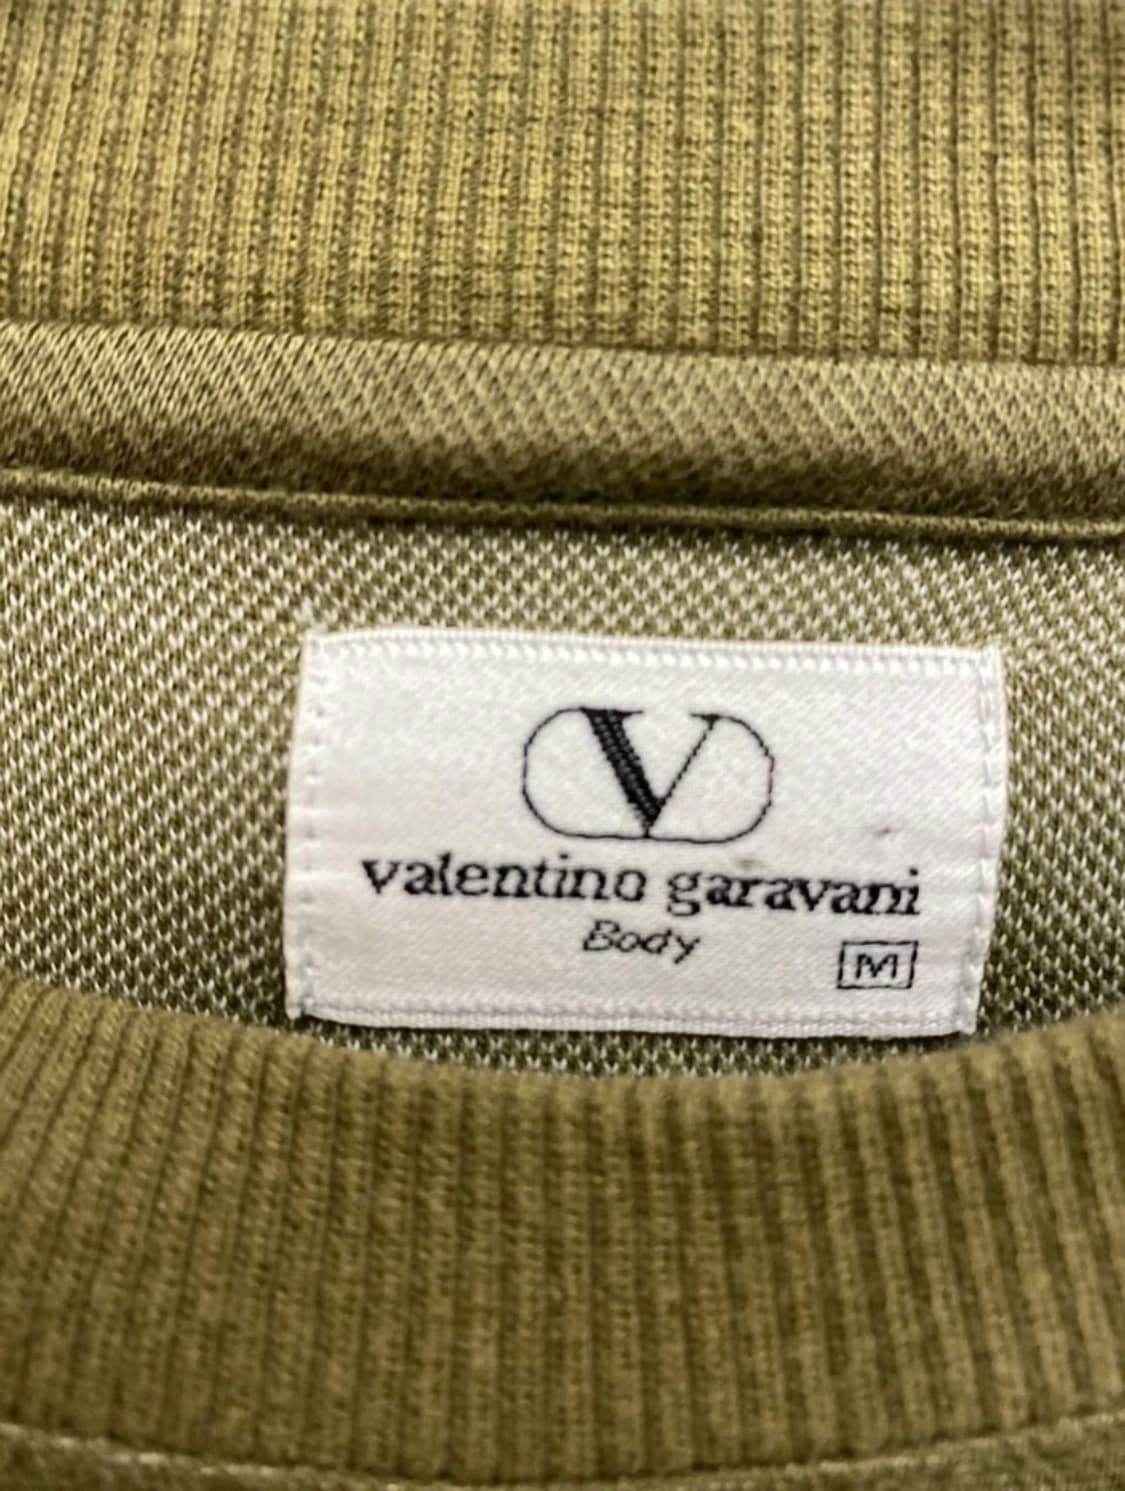 V
valentino garavani
Body
M